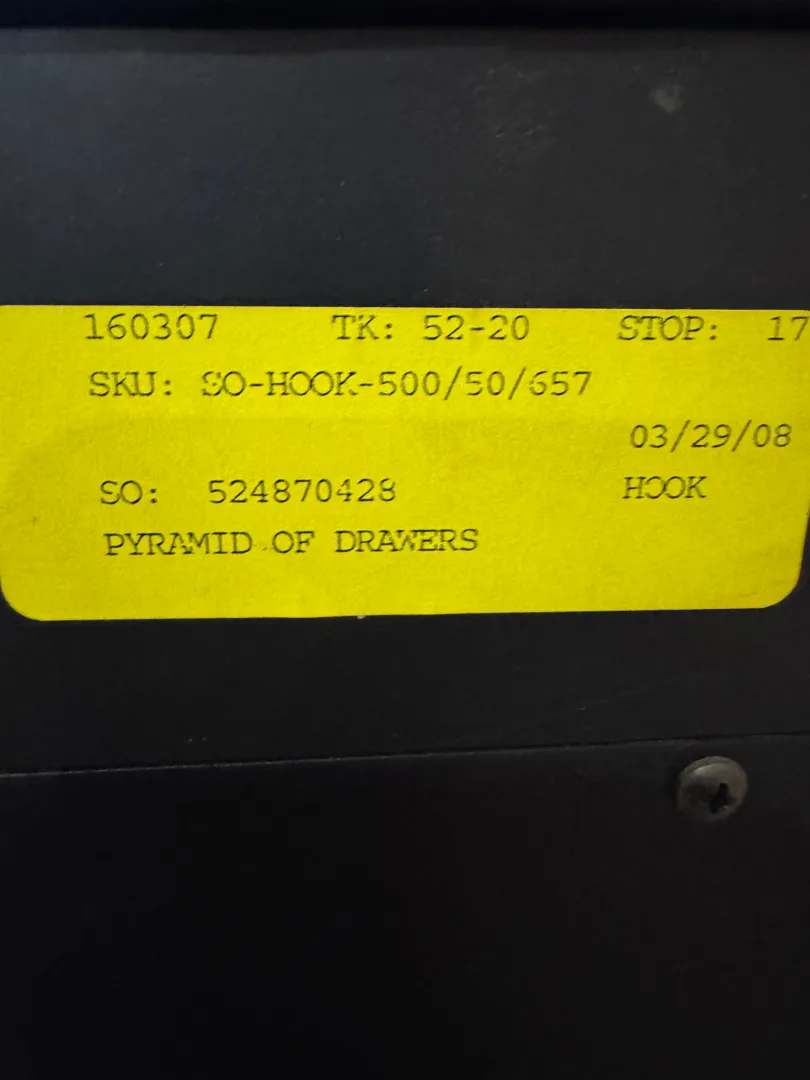 160307 TK: 52-20 STOP: 17
SKU: SO-HOOK-500/50/657
03/29/08
SO: 524870428 HOOK
PYRAMID OF DRAWERS